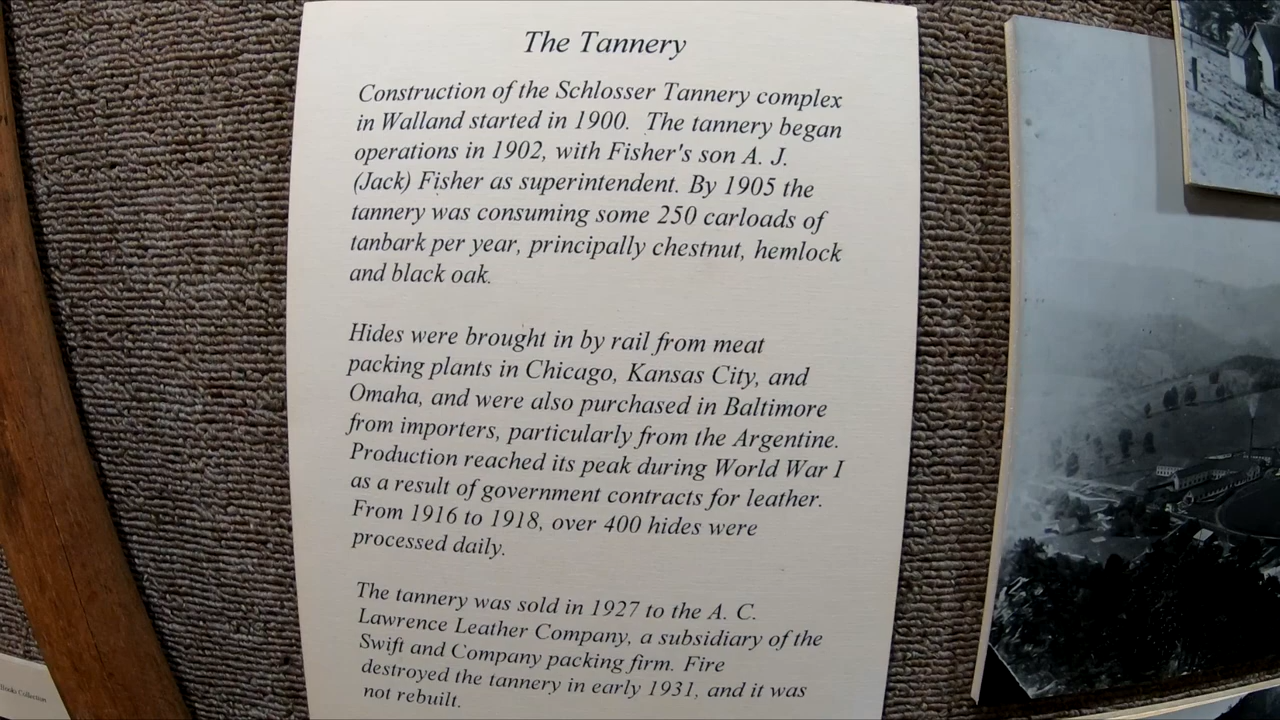 The Tannery
Construction of the Schlosser Tannery complex
in Walland started in 1900. The tannery began
operations in 1902, with Fisher's son A. J.
(Jack) Fisher as superintendent. By 1905 the
tannery was consuming some 250 carloads of
tanbark per year, principally chestnut, hemlock
and black oak.
Hides were brought in by rail from meat
packing plants in Chicago, Kansas City, and
Omaha, and were also purchased in Baltimore
from importers, particularly from the Argentine.
Production reached its peak during World War I
as a result of government contracts for leather.
From 1916 to 1918, over 400 hides were
processed daily.
The tannery was sold in 1927 to the A. C.
Lawrence Leather Company, a subsidiary of the
Swift and Company packing firm. Fire
destroyed the tannery in early 1931, and it was
not rebuilt.
Collection